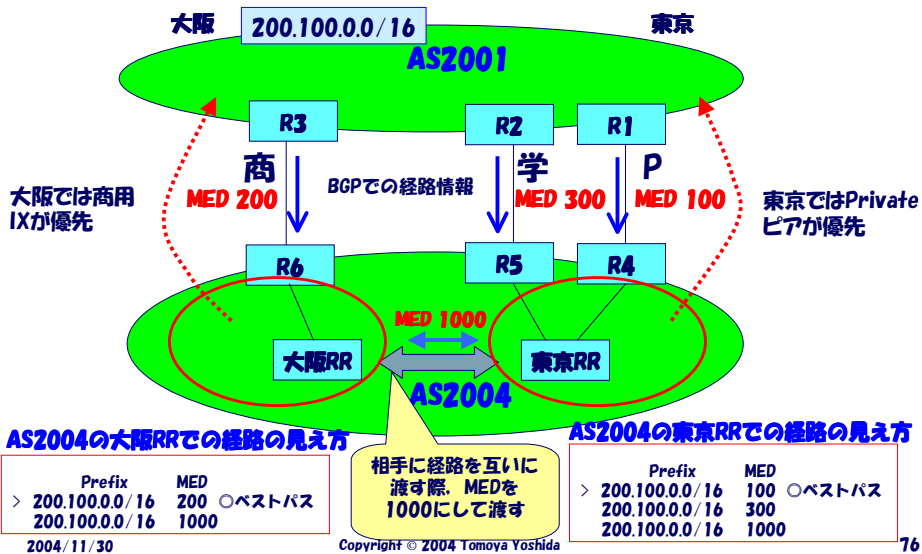 大阪
200.100.0.0/16
東京
AS2001
R3
R2
R1
商
学
P
BGPでの経路情報
MED 200
MED 300
MED 100
大阪では商用
IXが優先
東京ではPrivate
ピアが優先
R6
R5
R4
MED 1000
大阪RR
東京RR
AS2004
AS2004の大阪RRでの経路の見え方
Prefix MED
> 200.100.0.0/16 200 ○ベストパス
200.100.0.0/16 1000
相手に経路を互いに
渡す際、MEDを
1000にして渡す
AS2004の東京RRでの経路の見え方
Prefix MED
> 200.100.0.0/16 100 ○ベストパス
200.100.0.0/16 300
200.100.0.0/16 1000
2004/11/30
Copyright © 2004 Tomoya Yoshida
76